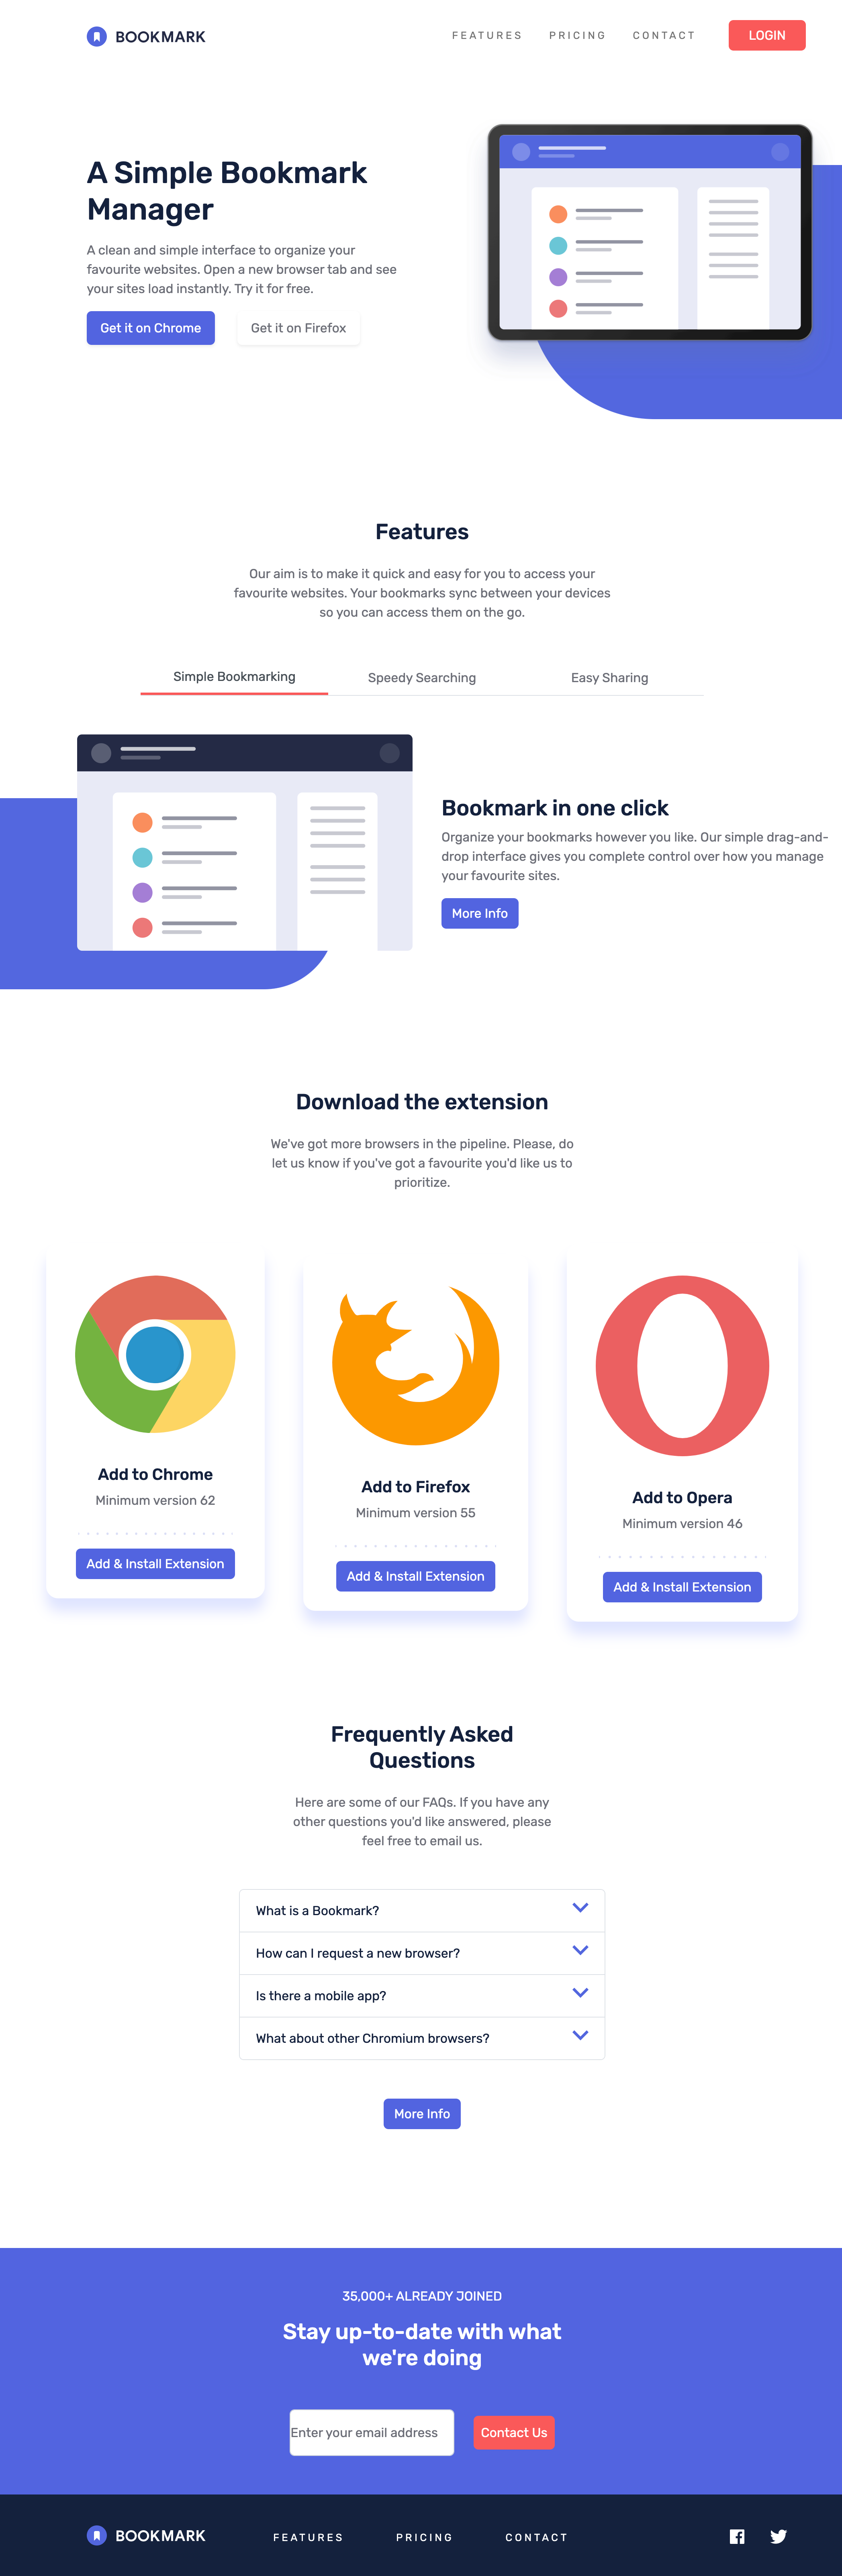 BOOKMARK
FEATURES
PRICING
CONTACT
LOGIN
A Simple Bookmark
Manager
A clean and simple interface to organize your
favourite websites. Open a new browser tab and see
your sites load instantly. Try it for free.
Get it on Chrome
Get it on Firefox
Features
Our aim is to make it quick and easy for you to access your
favourite websites. Your bookmarks sync between your devices
so you can access them on the go.
Simple Bookmarking
Speedy Searching
Easy Sharing
Bookmark in one click
Organize your bookmarks however you like. Our simple drag-and-
drop interface gives you complete control over how you manage
your favourite sites.
More Info
Download the extension
We've got more browsers in the pipeline. Please, do
let us know if you've got a favourite you'd like us to
prioritize.
Add to Chrome
Minimum version 62
Add & Install Extension
Add to Firefox
Minimum version 55
Add & Install Extension
Add to Opera
Minimum version 46
Add & Install Extension
Frequently Asked
Questions
Here are some of our FAQs. If you have any
other questions you'd like answered, please
feel free to email us.
What is a Bookmark?
How can I request a new browser?
Is there a mobile app?
What about other Chromium browsers?
More Info
35,000+ ALREADY JOINED
Stay up-to-date with what
we're doing
Enter your email address
Contact Us
BOOKMARK
FEATURES
PRICING
CONTACT